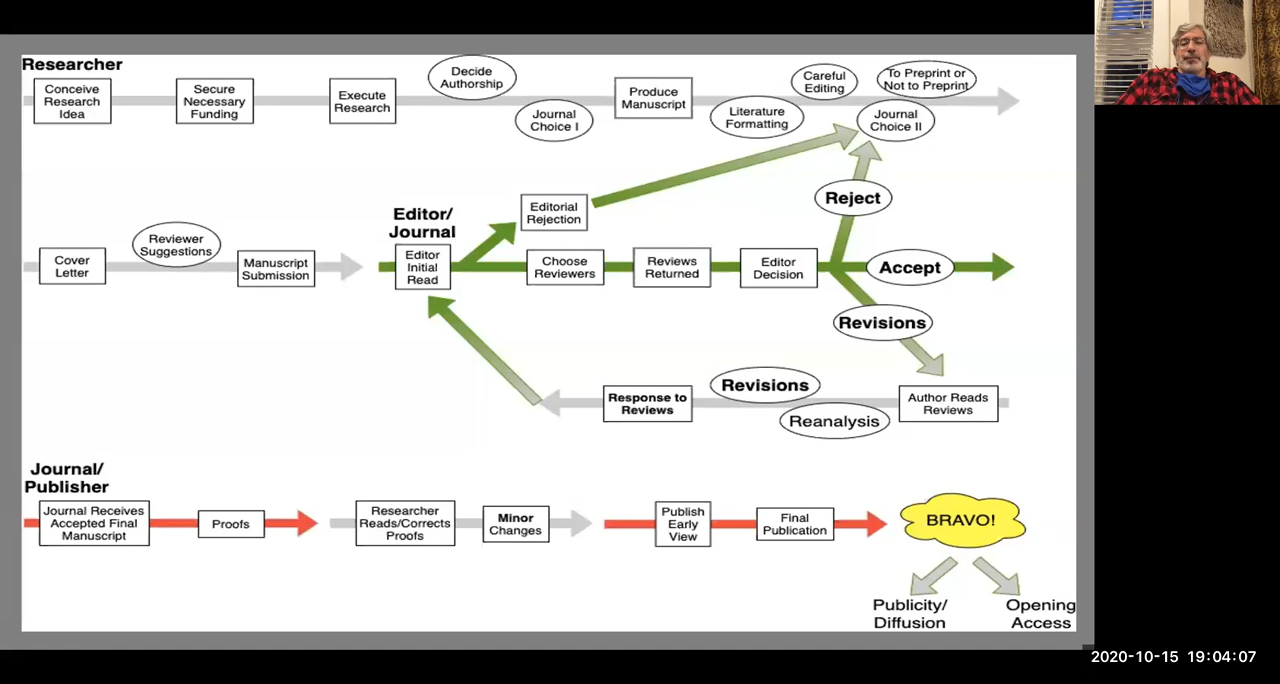 Researcher
Conceive
Research
Idea
Secure
Necessary
Funding
Execute
Research
Decide
Authorship
Journal
Choice I
Produce
Manuscript
Literature
Formatting
Careful
Editing
To Preprint or
Not to Preprint
Journal
Choice II
Cover
Letter
Reviewer
Suggestions
Manuscript
Submission
Editor/
Journal
Editor
Initial
Read
Editorial
Rejection
Choose
Reviewers
Reviews
Returned
Editor
Decision
Reject
Accept
Revisions
Response to
Reviews
Revisions
Reanalysis
Author Reads
Reviews
Journal/
Publisher
Journal Receives
Accepted Final
Manuscript
Proofs
Researcher
Reads/Corrects
Proofs
Minor
Changes
Publish
Early
View
Final
Publication
BRAVO!
Publicity/
Diffusion
Opening
Access
2020-10-15 19:04:07